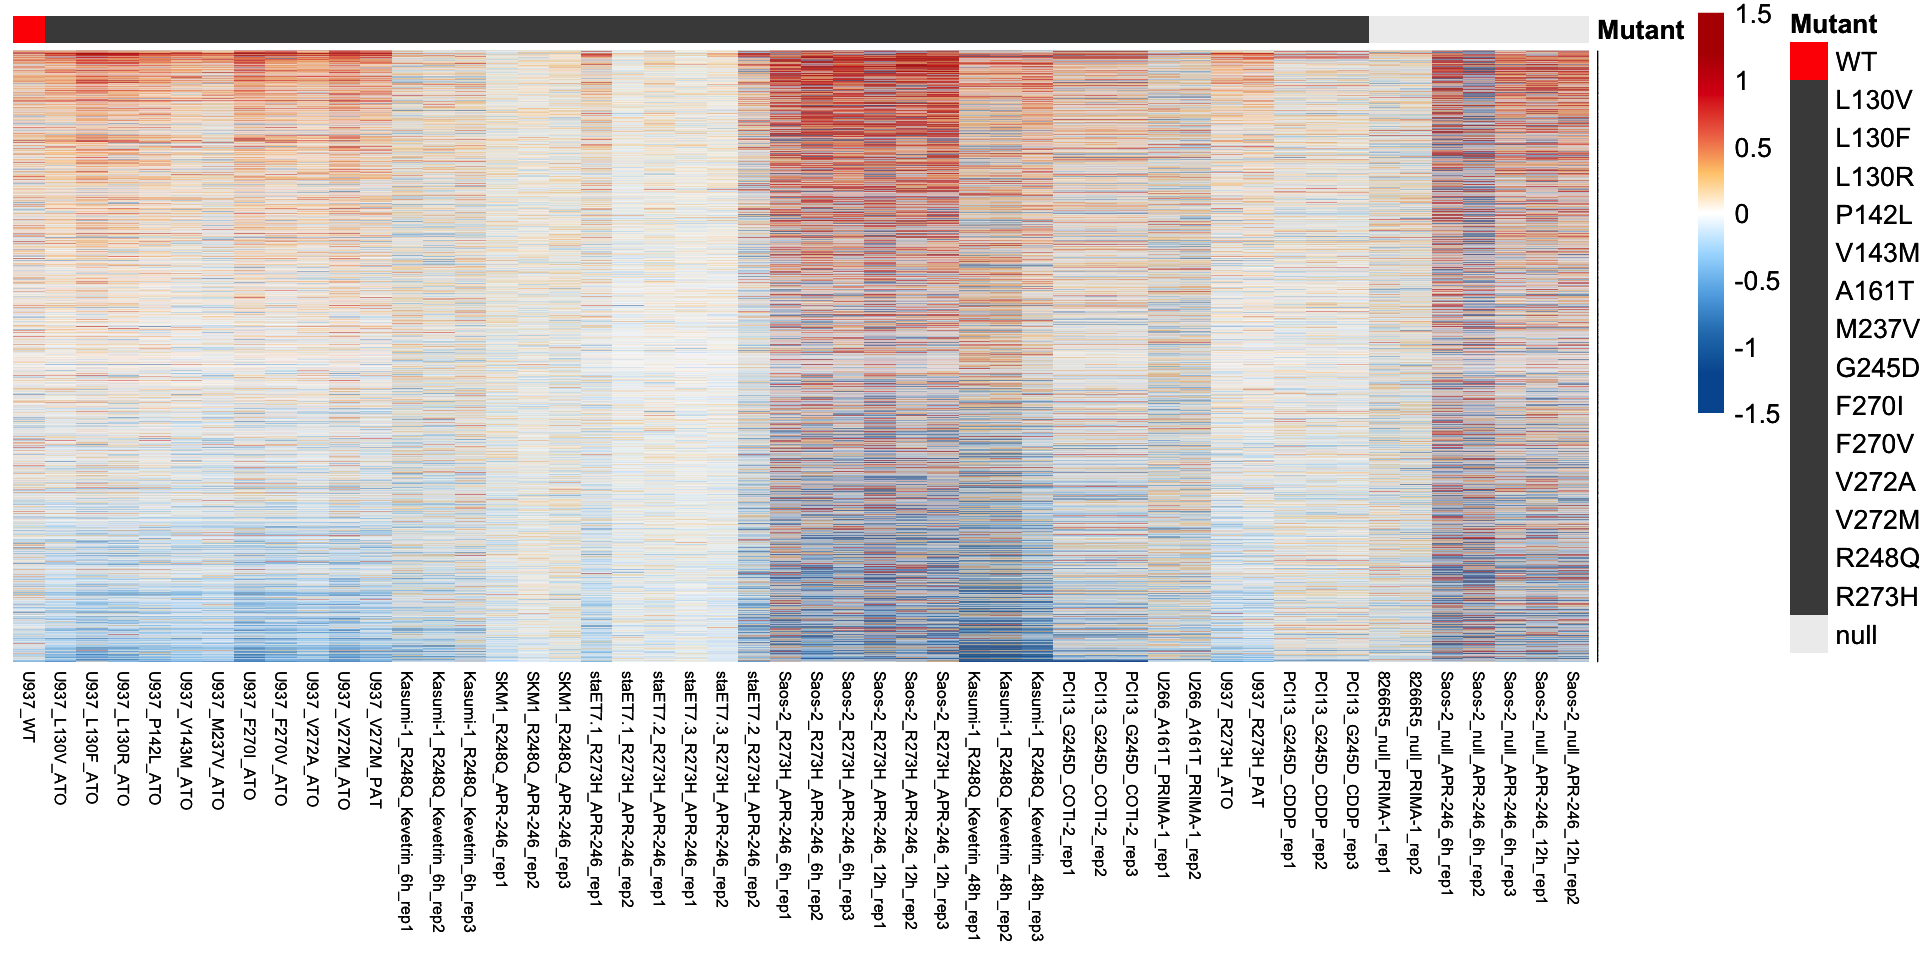 Mutant
1.5
1
0.5
0
-0.5
-1
-1.5
Mutant
WT
L130V
L130F
L130R
P142L
V143M
A161T
M237V
G245D
F270I
F270V
V272A
V272M
R248Q
R273H
null
U937_WT
U937_L130V_ATO
U937_L130F_ATO
U937_L130R_ATO
U937_P142L_ATO
U937_V143M_ATO
U937_M237V_ATO
U937_F270I_ATO
U937_F270V_ATO
U937_V272A_ATO
U937_V272M_ATO
U937_V272M_PAT
Kasumi-1_R248Q_Kevetrin_6h_rep1
Kasumi-1_R248Q_Kevetrin_6h_rep2
Kasumi-1_R248Q_Kevetrin_6h_rep3
SKM1_R248Q_APR-246_rep1
SKM1_R248Q_APR-246_rep2
SKM1_R248Q_APR-246_rep3
staET7.1_R273H_APR-246_rep1
staET7.1_R273H_APR-246_rep2
staET7.2_R273H_APR-246_rep1
staET7.3_R273H_APR-246_rep1
staET7.3_R273H_APR-246_rep2
staET7.2_R273H_APR-246_rep2
Saos-2_R273H_APR-246_6h_rep1
Saos-2_R273H_APR-246_6h_rep2
Saos-2_R273H_APR-246_6h_rep3
Saos-2_R273H_APR-246_12h_rep1
Saos-2_R273H_APR-246_12h_rep2
Saos-2_R273H_APR-246_12h_rep3
Kasumi-1_R248Q_Kevetrin_48h_rep1
Kasumi-1_R248Q_Kevetrin_48h_rep2
Kasumi-1_R248Q_Kevetrin_48h_rep3
PCI13_G245D_COTI-2_rep1
PCI13_G245D_COTI-2_rep2
PCI13_G245D_COTI-2_rep3
U266_A161T_PRIMA-1_rep1
U266_A161T_PRIMA-1_rep2
U937_R273H_ATO
U937_R273H_PAT
PCI13_G245D_CDDP_rep1
PCI13_G245D_CDDP_rep2
PCI13_G245D_CDDP_rep3
8266R5_null_PRIMA-1_rep1
8266R5_null_PRIMA-1_rep2
Saos-2_null_APR-246_6h_rep1
Saos-2_null_APR-246_6h_rep2
Saos-2_null_APR-246_6h_rep3
Saos-2_null_APR-246_12h_rep1
Saos-2_null_APR-246_12h_rep2